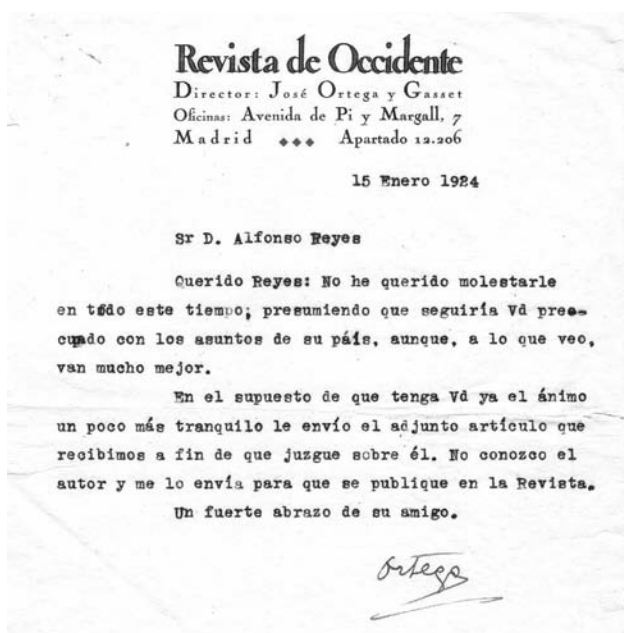 Revista de Occidente
Director: José Ortega y Gasset
Oficinas: Avenida de Pi y Margall, 7
Madrid ◆◆◆ Apartado 12.206
15 Enero 1924
Sr D. Alfonso Reyes
Querido Reyes: No he querido molestarle
en todo este tiempo; presumiendo que seguiría Vd preo-
cupado con los asuntos de su país, aunque, a lo que veo,
van mucho mejor.
En el supuesto de que tenga Vd ya el ánimo
un poco más tranquilo le envío el adjunto artículo que
recibimos a fin de que juzgue sobre él. No conozco el
autor y me lo envía para que se publique en la Revista.
Un fuerte abrazo de su amigo.
Ortega